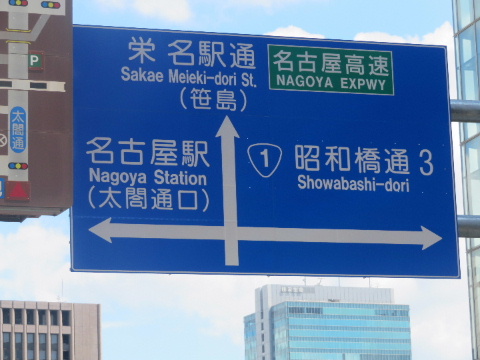 栄 名駅通
Sakae Meieki-dori St.
(笹島)
名古屋高速
NAGOYA EXPWY
名古屋駅
Nagoya Station
(太閤通口)
1
昭和橋通 3
Showabashi-dori
P
太閤通